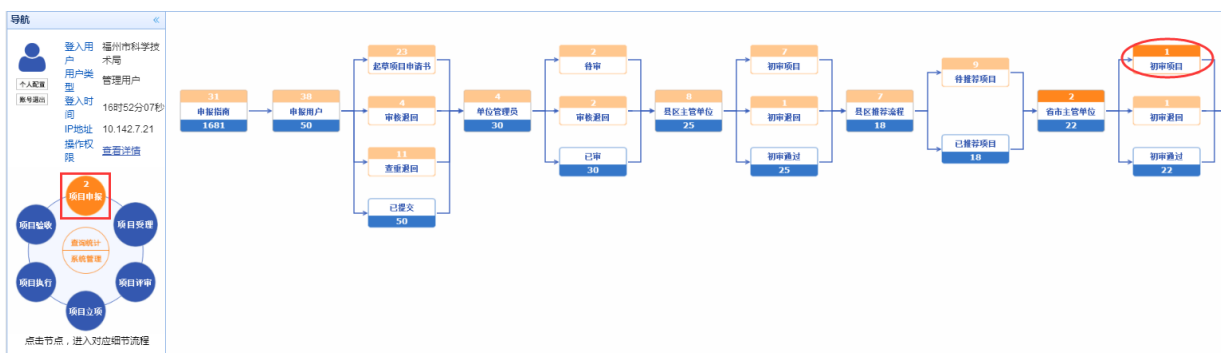 导航
«
登入用户
福州市科学技术局
用户类型
管理用户
登入时间
16时52分07秒
IP地址
10.142.7.21
操作权限
查看详情
个人配置
账号退出
2
项目申报
项目受理
项目评审
项目立项
项目执行
项目验收
查询统计
系统管理
点击节点，进入对应细节流程
31
申报指南
1681
38
申报用户
50
23
起草项目申请书
4
审核退回
11
查重退回
已提交
50
4
单位管理员
30
2
待审
2
审核退回
已审
30
8
县区主管单位
25
7
初审项目
1
初审退回
初审通过
25
7
县区推荐流程
18
9
待推荐项目
已推荐项目
18
2
省市主管单位
22
1
初审项目
1
初审退回
初审通过
22